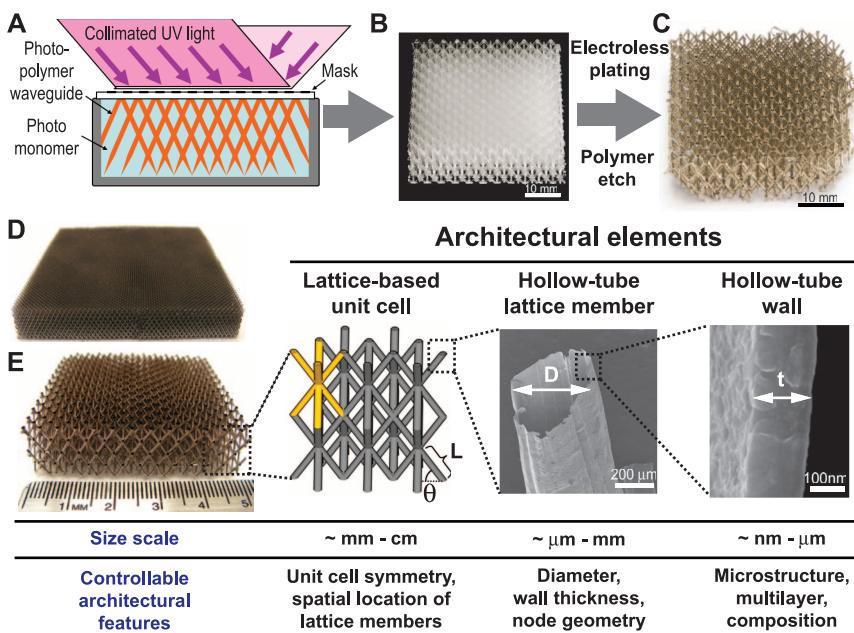 A
Collimated UV light
Photo-
polymer
waveguide
Mask
Photo
monomer
B
10 mm
Electroless
plating
Polymer
etch
C
10 mm
D
E
1 MM 2 3 4 5
Architectural elements
Lattice-based
unit cell
L
θ
Hollow-tube
lattice member
D
200 μm
Hollow-tube
wall
t
100nm
Size scale
~ mm - cm
~ μm - mm
~ nm - μm
Controllable
architectural
features
Unit cell symmetry,
spatial location of
lattice members
Diameter,
wall thickness,
node geometry
Microstructure,
multilayer,
composition